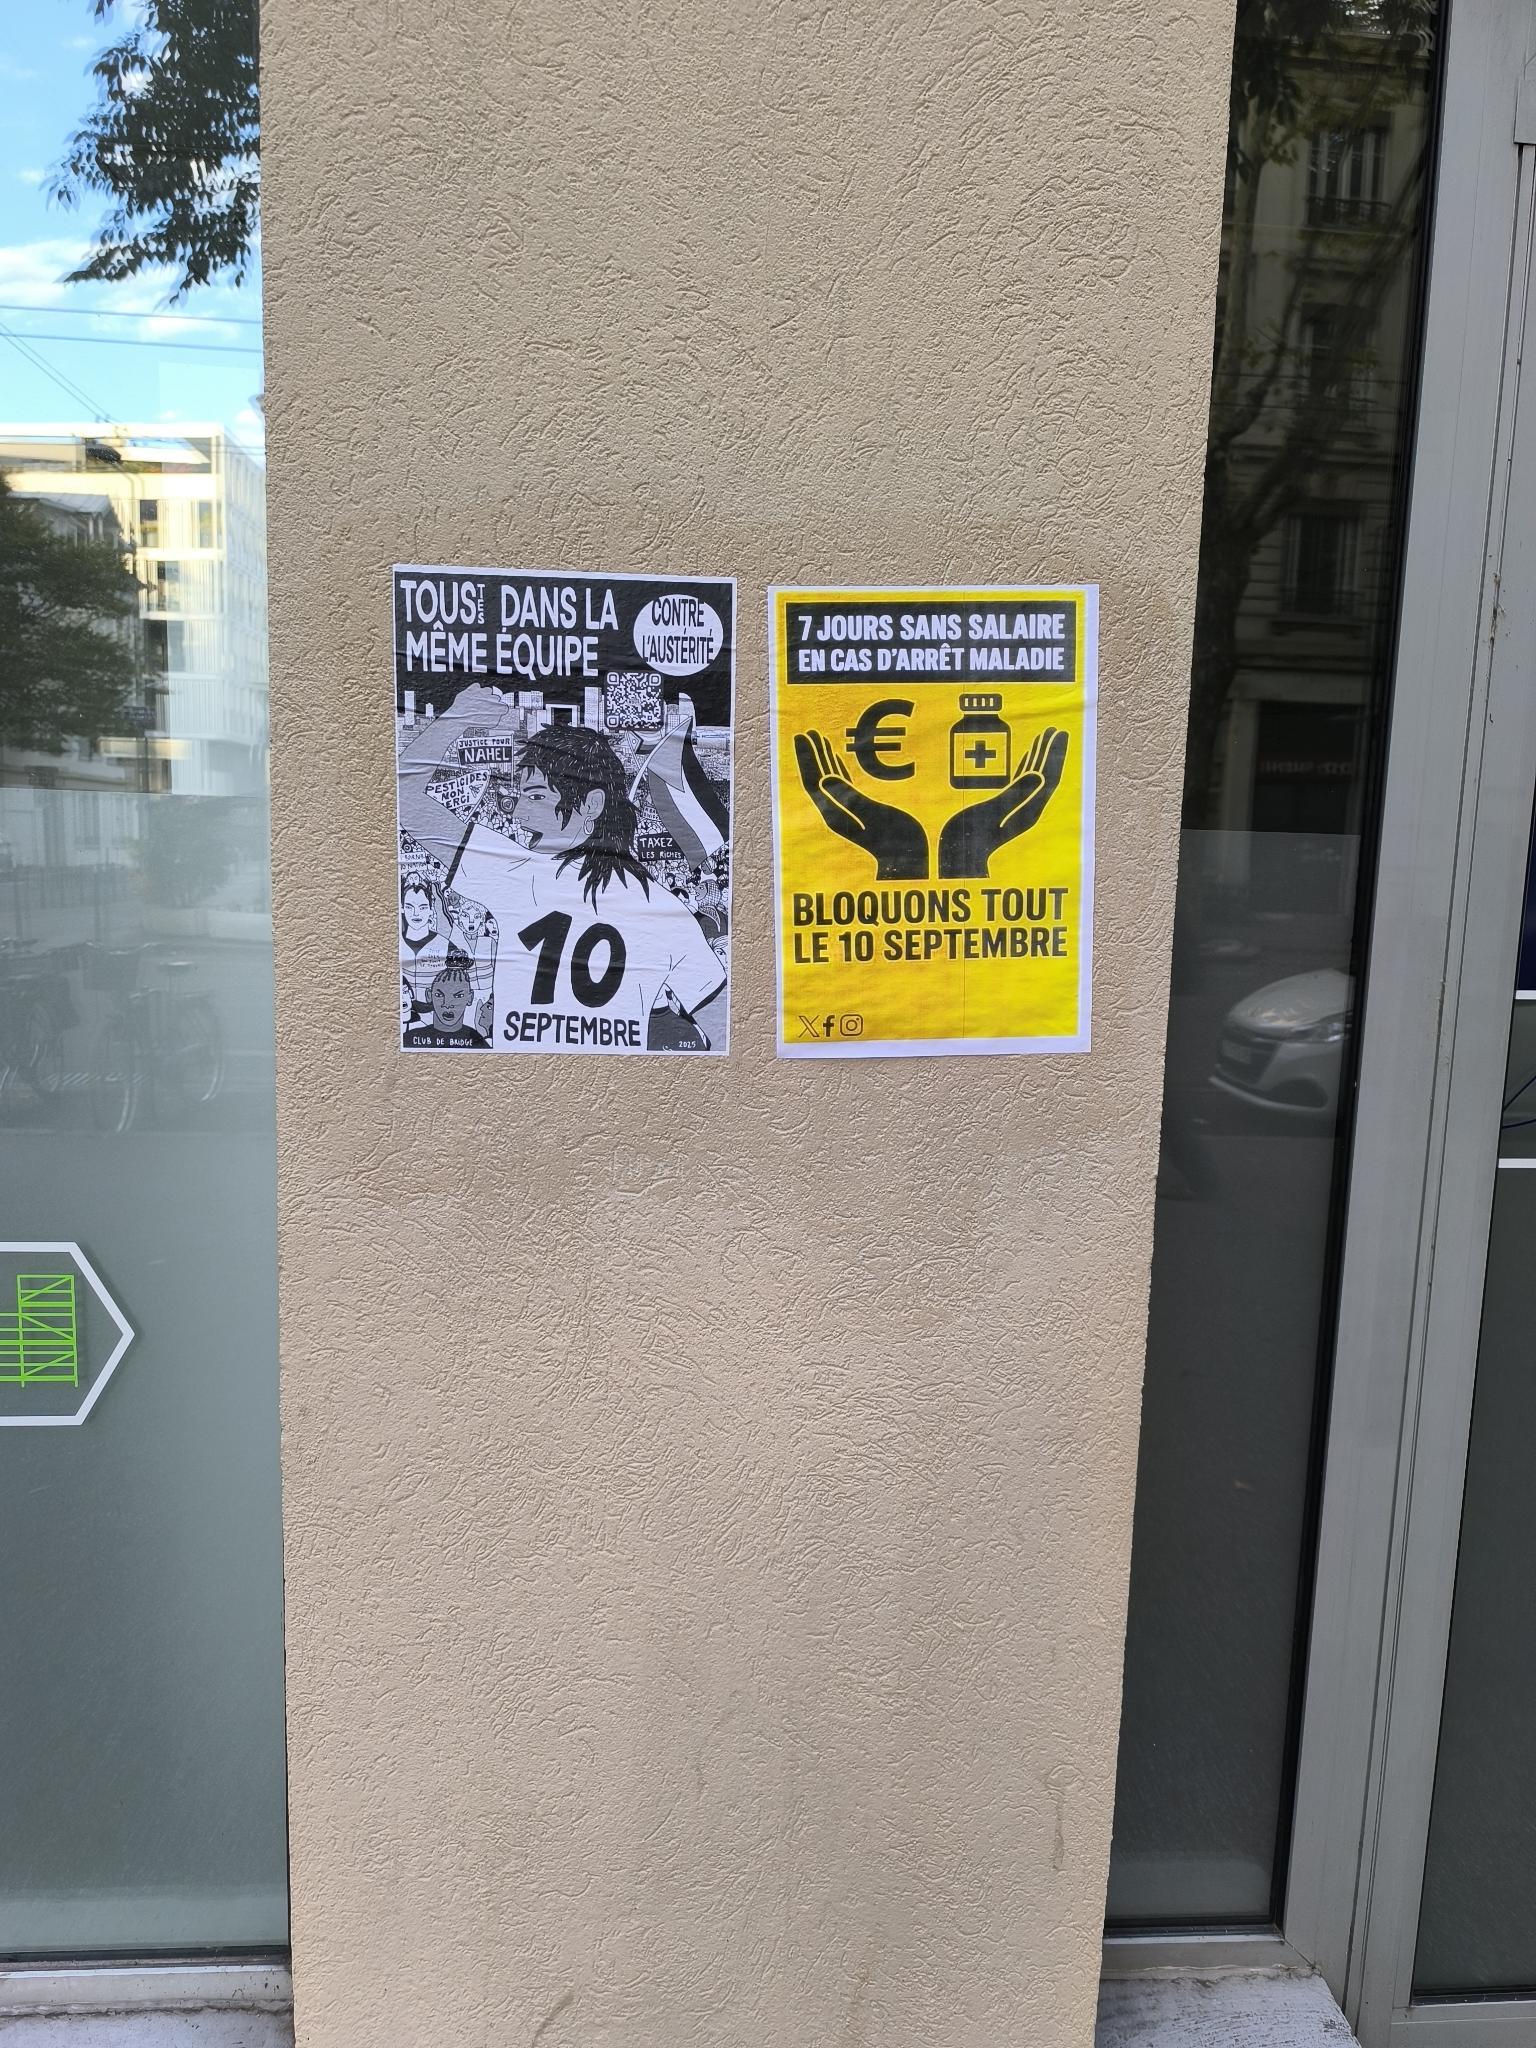 TOUSTES DANS LA
MÊME ÉQUIPE
CONTRE
L'AUSTÉRITÉ
JUSTICE POUR
NAHEL
PESTICIDES
NON
MERCI
TAXEZ
LES RICHES
10
SEPTEMBRE
CLUB DE BRIDGE
2025
7 JOURS SANS SALAIRE
EN CAS D'ARRÊT MALADIE
€
BLOQUONS TOUT
LE 10 SEPTEMBRE